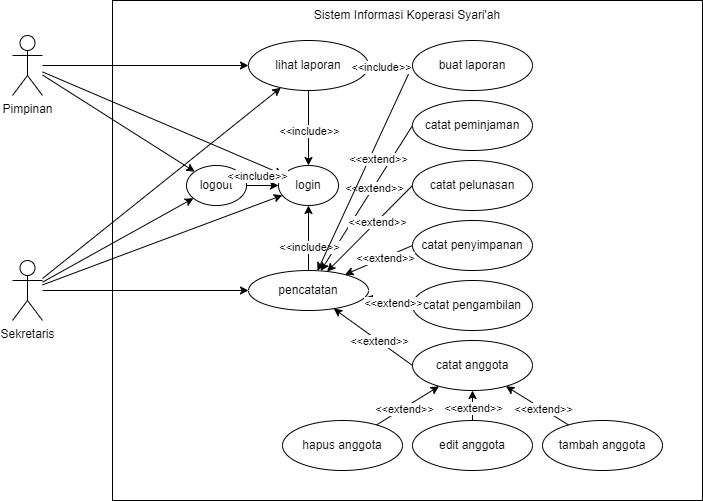 Sistem Informasi Koperasi Syari'ah
lihat laporan
<<include>>
buat laporan
Pimpinan
<<include>>
catat peminjaman
<<extend>>
logout
<<include>>
login
<<extend>>
catat pelunasan
<<extend>>
<<include>>
catat penyimpanan
<<extend>>
Sekretaris
pencatatan
<<extend>>
catat pengambilan
<<extend>>
catat anggota
<<extend>>
<<extend>>
<<extend>>
hapus anggota
edit anggota
tambah anggota